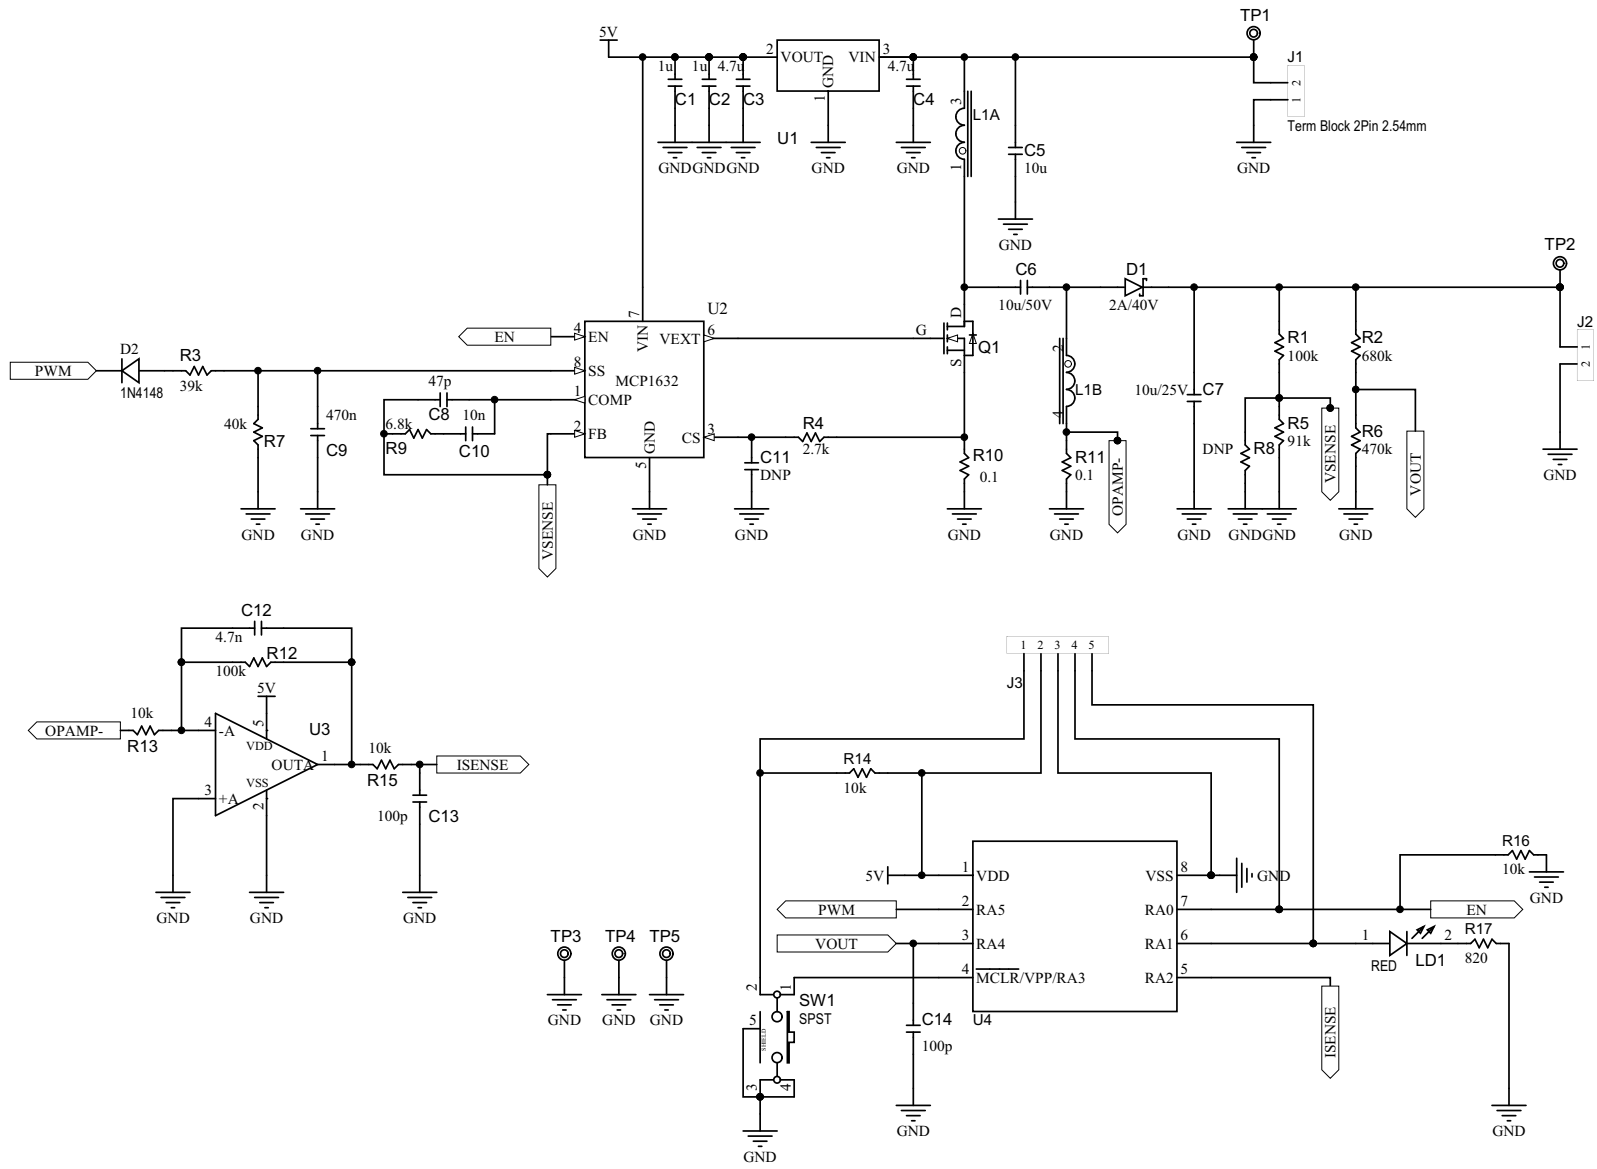 TP1
5V
J1
1u
1u
4.7u
2
VOUT
VIN
3
4.7u
GND
1
2
1
C1
C2
C3
C4
3
L1A
Term Block 2Pin 2.54mm
U1
C5
10u
1
GND
GND
GND
GND
GND
GND
GND
TP2
C6
10u/50V
D1
2A/40V
U2
7
VIN
EN
4
EN
VEXT
6
G
D
S
Q1
J2
1
2
PWM
D2
1N4148
R3
39k
8
SS
MCP1632
47p
C8
1
COMP
2
L1B
4
10u/25V
C7
R1
100k
R2
680k
40k
R7
470n
C9
6.8k
R9
10n
C10
2
FB
GND
5
CS
3
R4
2.7k
C11
DNP
R10
0.1
R11
0.1
OPAMP-
DNP
R8
R5
91k
VSENSE
R6
470k
VOUT
GND
GND
GND
VSENSE
GND
GND
GND
GND
GND
GND
GND
GND
C12
4.7n
R12
100k
5V
1
2
3
4
5
J3
OPAMP-
10k
R13
4
-A
5
VDD
U3
OUTA
1
10k
R15
ISENSE
3
+A
VSS
2
100p
C13
GND
GND
GND
R14
10k
R16
10k
GND
5V
1
VDD
VSS
8
GND
PWM
2
RA5
RA0
7
EN
VOUT
3
RA4
RA1
6
1
RED
LD1
2
R17
820
4
MCLR/VPP/RA3
RA2
5
U4
ISENSE
TP3
TP4
TP5
GND
GND
GND
2
1
SW1
SPST
5
SHIELD
3
4
C14
100p
GND
GND
GND